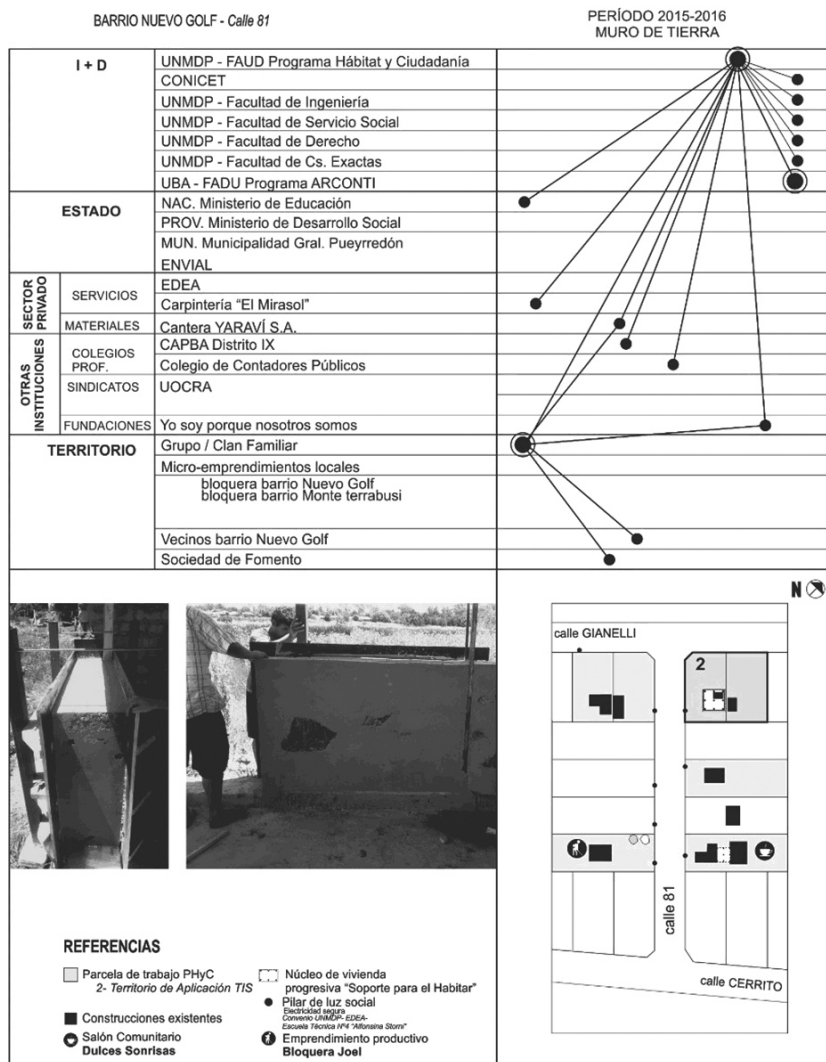 BARRIO NUEVO GOLF - Calle 81
PERÍODO 2015-2016
MURO DE TIERRA
I + D
UNMDP - FAUD Programa Hábitat y Ciudadanía
CONICET
UNMDP - Facultad de Ingeniería
UNMDP - Facultad de Servicio Social
UNMDP - Facultad de Derecho
UNMDP - Facultad de Cs. Exactas
UBA - FADU Programa ARCONTI
ESTADO
NAC. Ministerio de Educación
PROV. Ministerio de Desarrollo Social
MUN. Municipalidad Gral. Pueyrredón
ENVIAL
SECTOR
PRIVADO
SERVICIOS
EDEA
Carpintería "El Mirasol"
MATERIALES
Cantera YARAVÍ S.A.
OTRAS
INSTITUCIONES
COLEGIOS
PROF.
CAPBA Distrito IX
Colegio de Contadores Públicos
SINDICATOS
UOCRA
FUNDACIONES
Yo soy porque nosotros somos
TERRITORIO
Grupo / Clan Familiar
Micro-emprendimientos locales
bloquera barrio Nuevo Golf
bloquera barrio Monte terrabusi
Vecinos barrio Nuevo Golf
Sociedad de Fomento
N
calle GIANELLI
2
calle 81
calle CERRITO
REFERENCIAS
Parcela de trabajo PHyC
2- Territorio de Aplicación TIS
Construcciones existentes
Salón Comunitario
Dulces Sonrisas
Núcleo de vivienda
progresiva "Soporte para el Habitar"
Pilar de luz social
Electricidad segura
Convenio UNMDP- EDEA-
Escuela Técnica Nº4 "Alfonsina Storni"
Emprendimiento productivo
Bloquera Joel